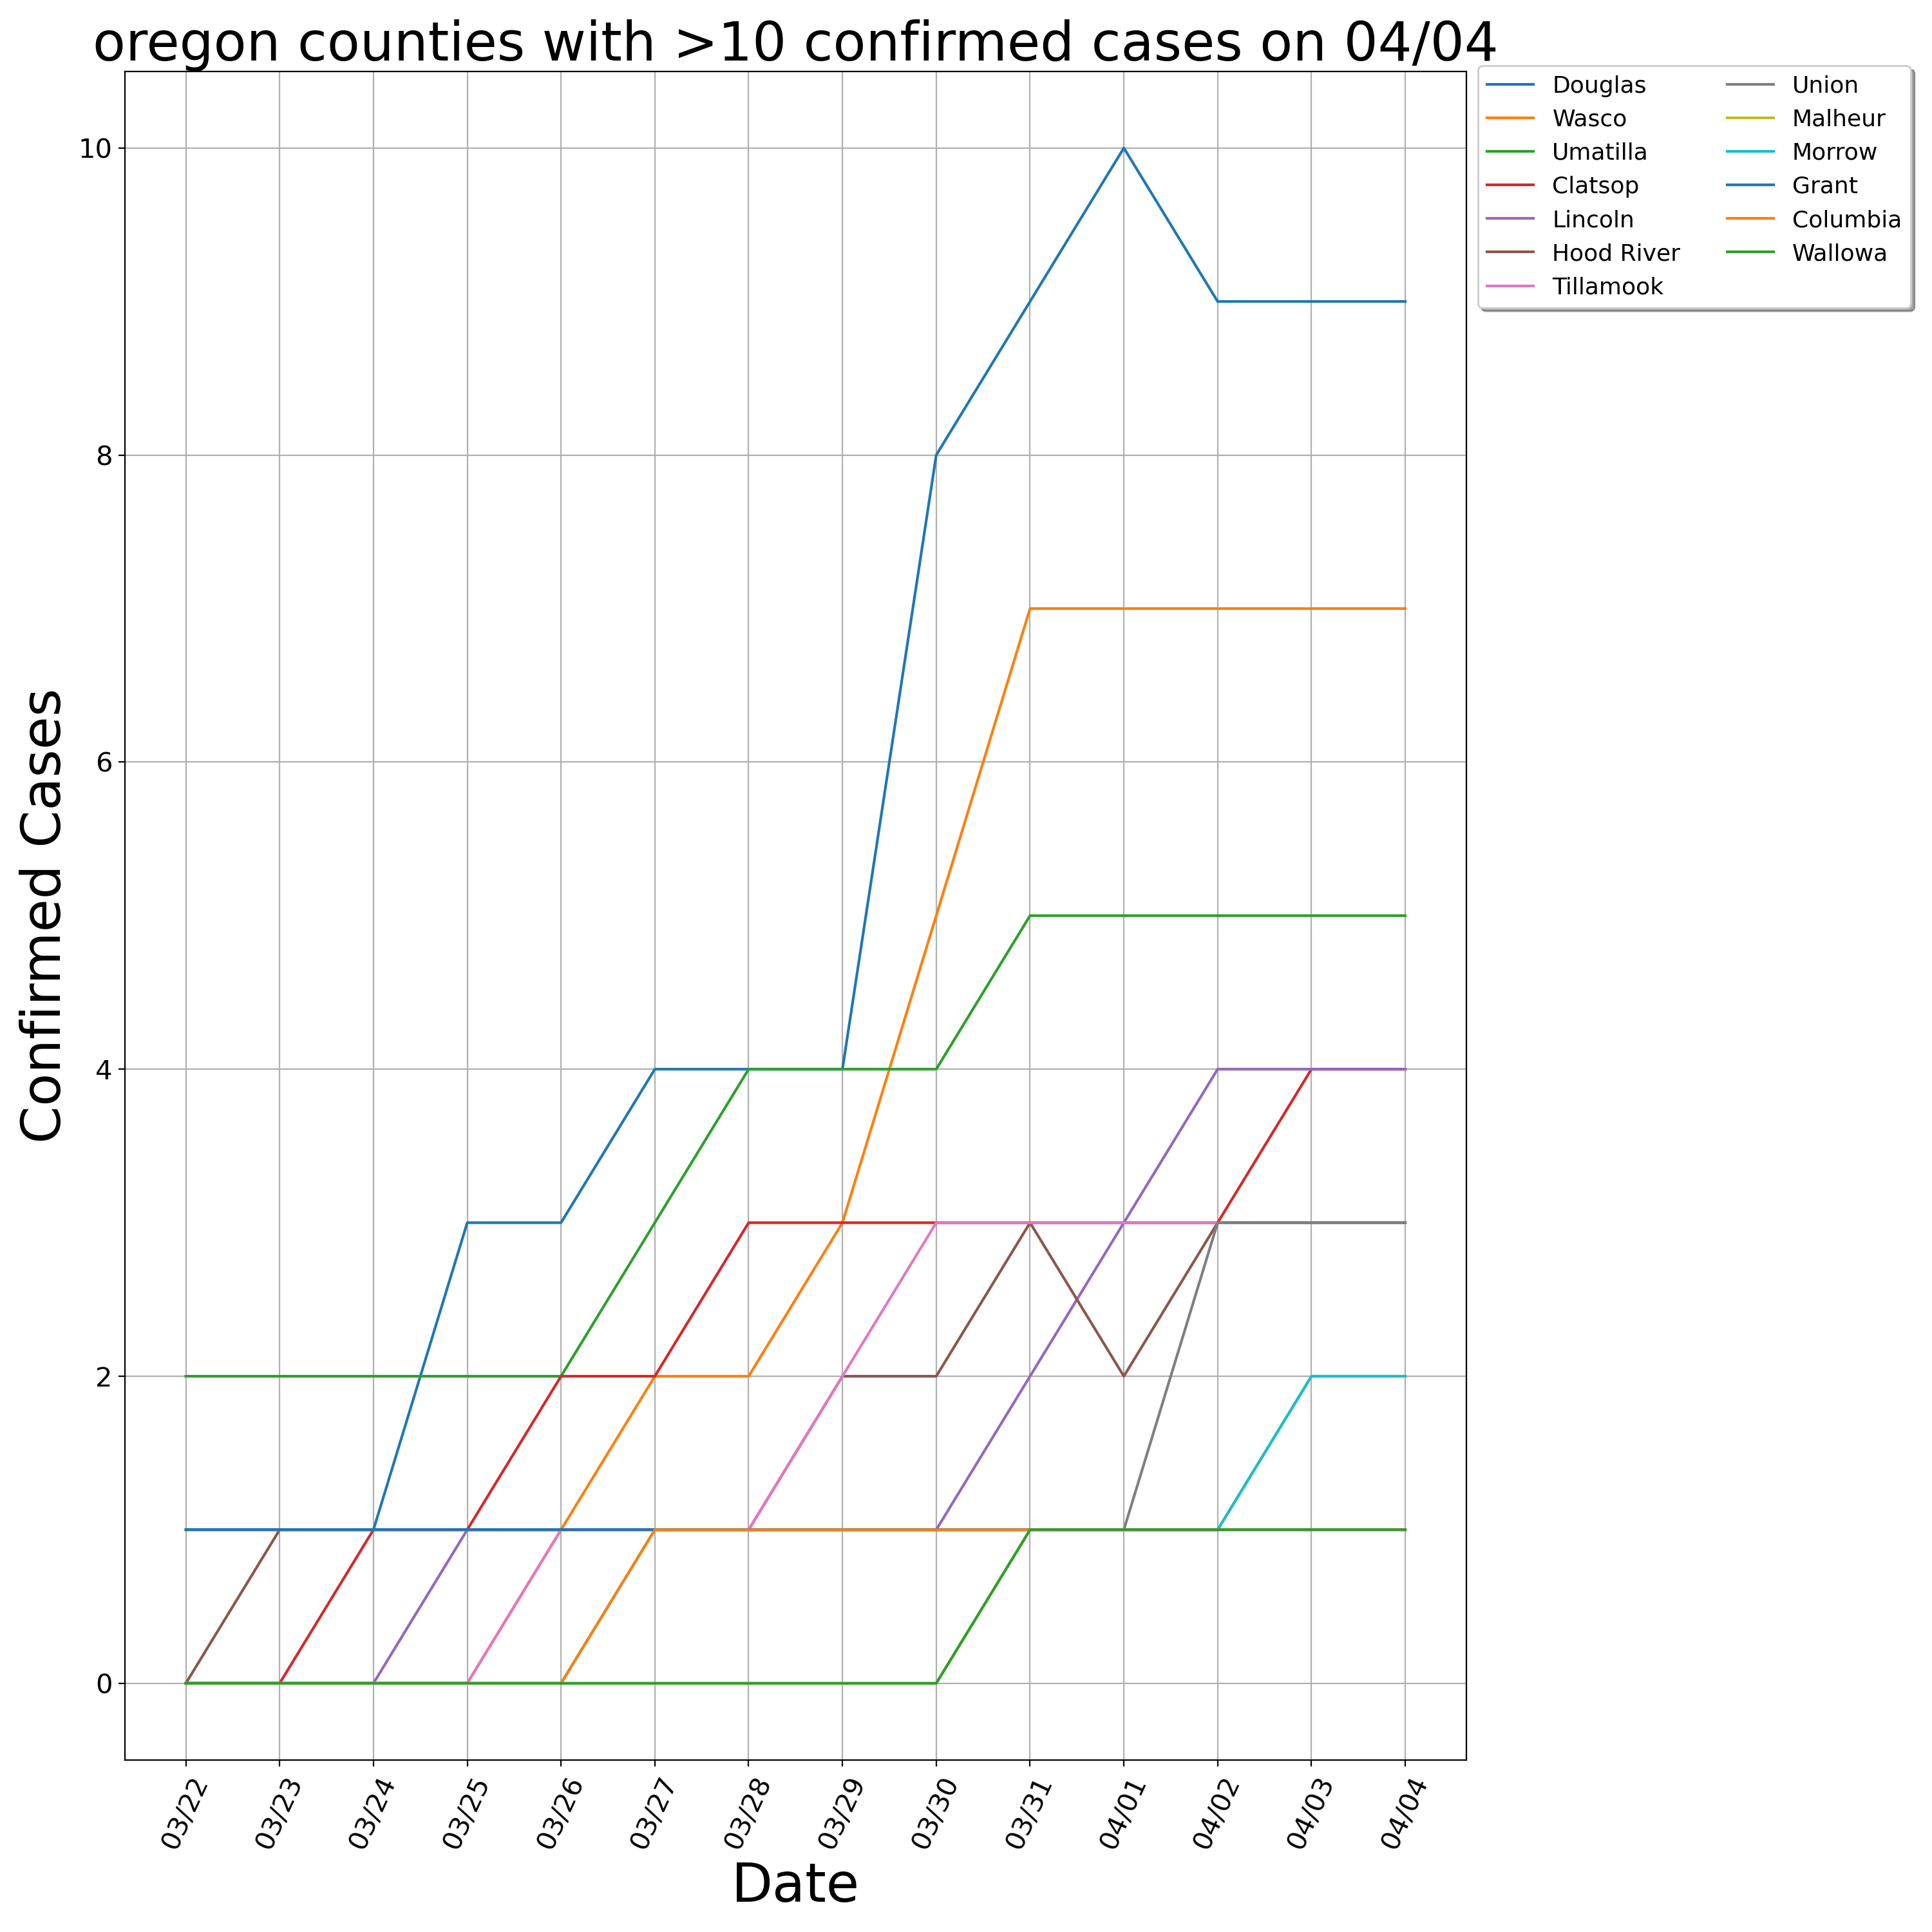 oregon counties with >10 confirmed cases on 04/04
Douglas
Wasco
Umatilla
Clatsop
Lincoln
Hood River
Tillamook
Union
Malheur
Morrow
Grant
Columbia
Wallowa
Confirmed Cases
10
8
6
4
2
0
03/22
03/23
03/24
03/25
03/26
03/27
03/28
03/29
03/30
03/31
04/01
04/02
04/03
04/04
Date